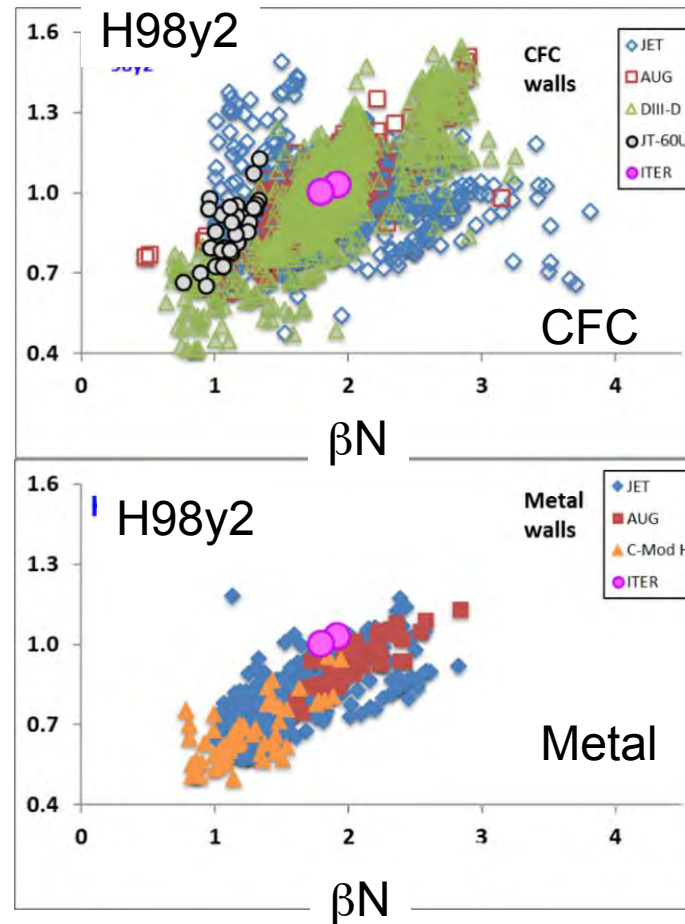 1.6
H98y2
98y2
CFC
walls
JET
AUG
DIII-D
JT-60U
ITER
1.3
1.0
0.7
0.4
CFC
0 1 2 3 4
βN
1.6
H98y2
Metal
walls
JET
AUG
C-Mod H
ITER
1.3
1.0
0.7
0.4
Metal
0 1 2 3 4
βN